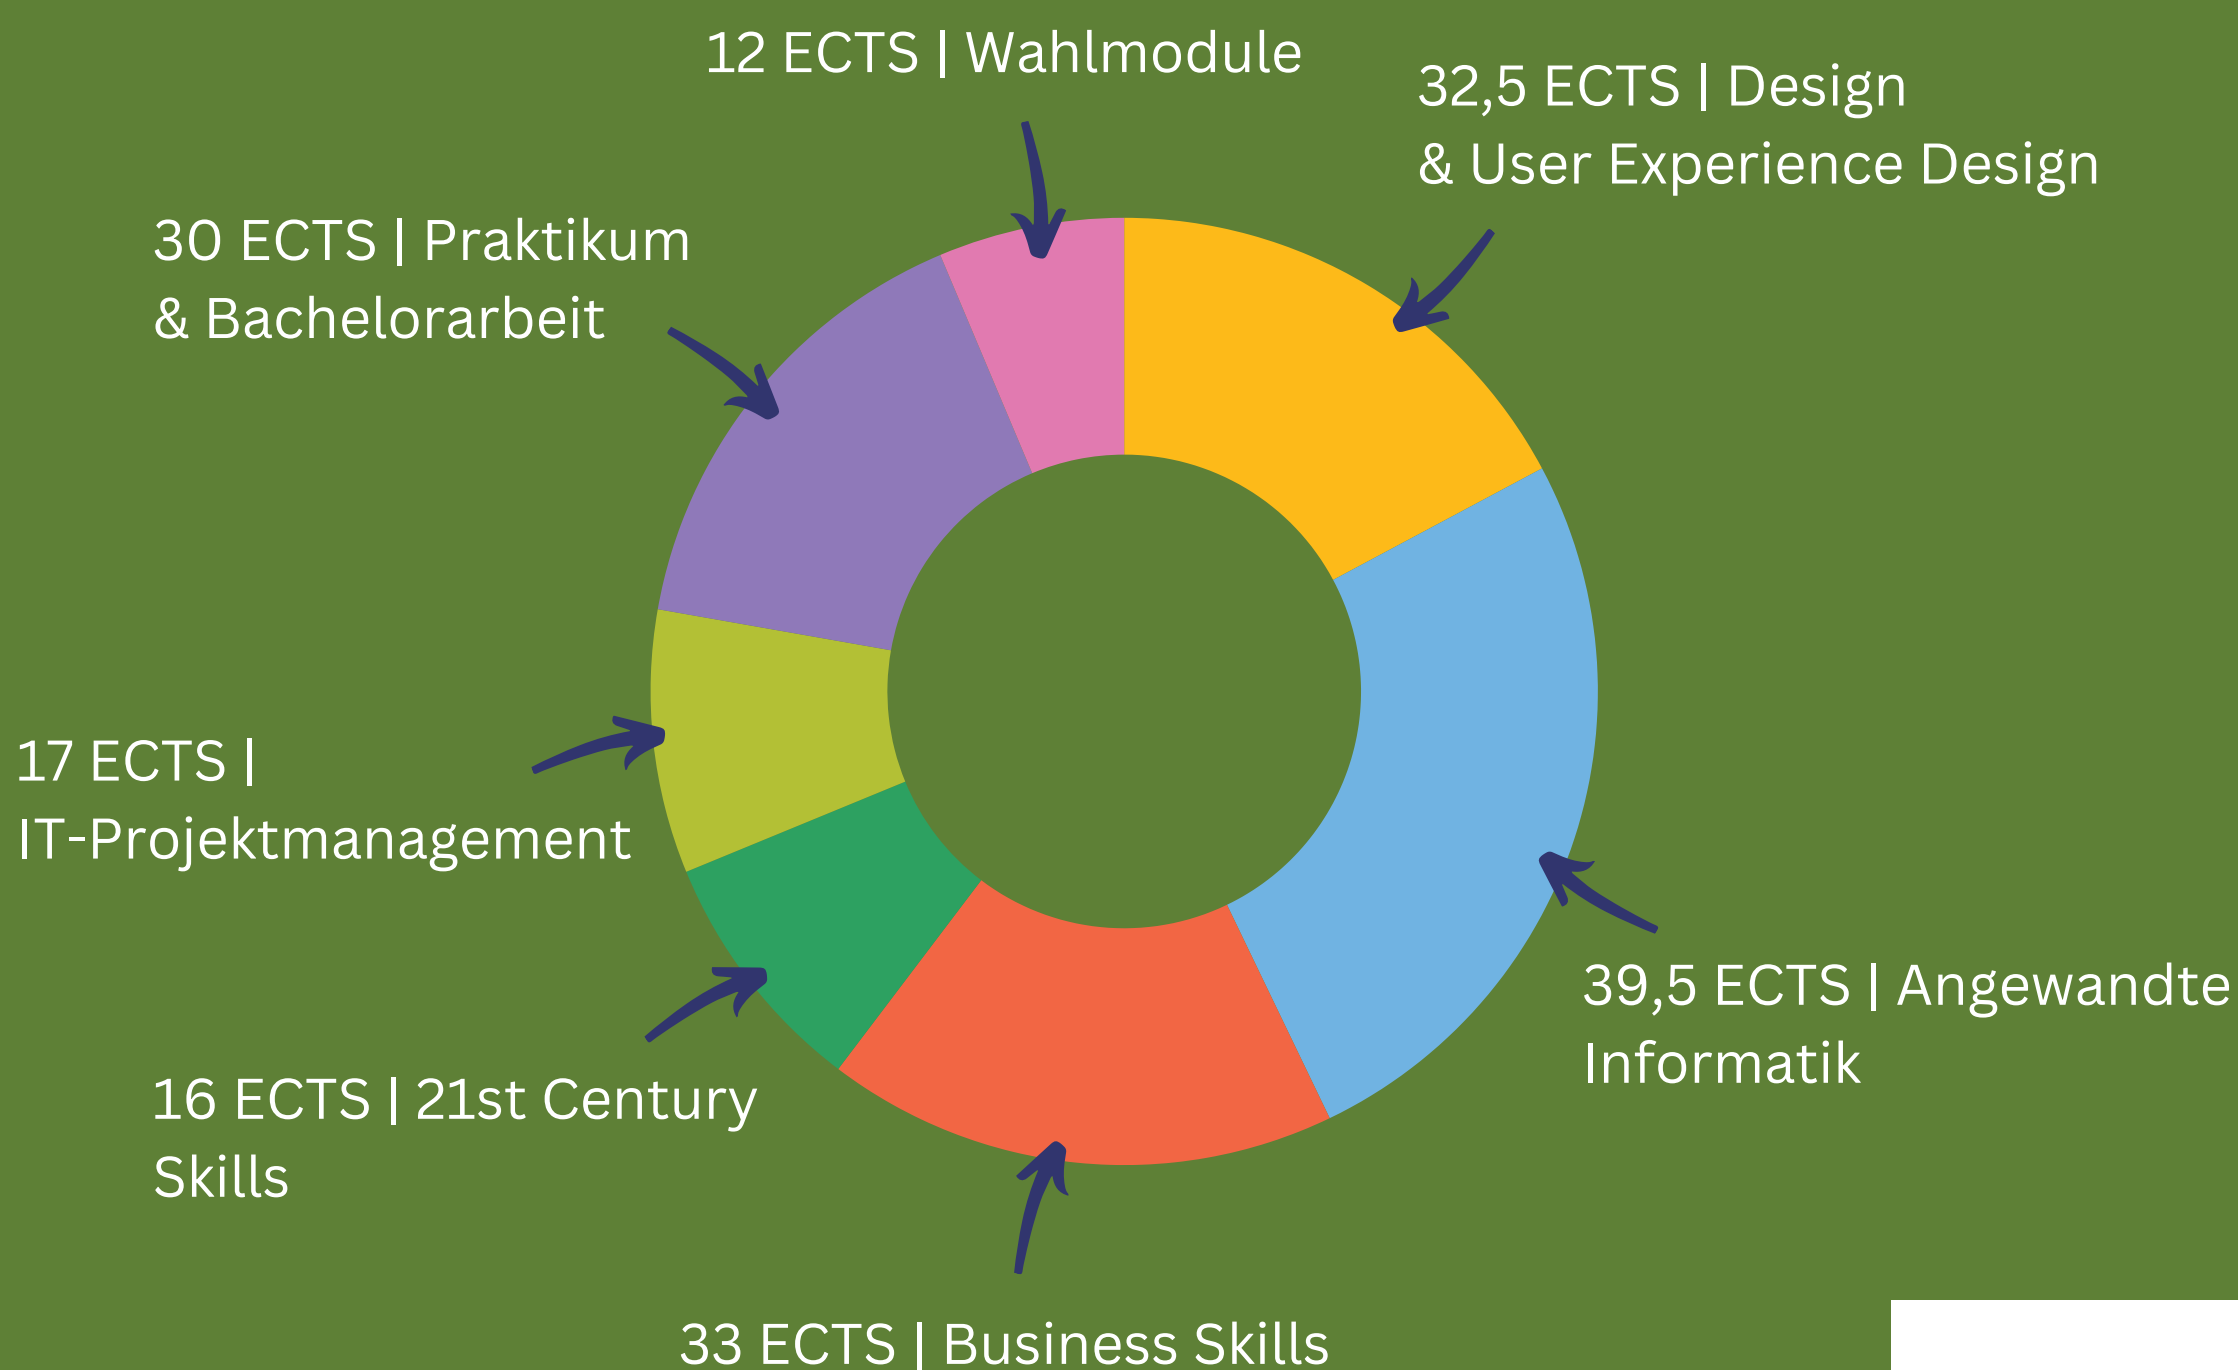 12 ECTS | Wahlmodule
32,5 ECTS | Design
& User Experience Design
30 ECTS | Praktikum
& Bachelorarbeit
17 ECTS |
IT-Projektmanagement
39,5 ECTS | Angewandte
Informatik
16 ECTS | 21st Century
Skills
33 ECTS | Business Skills